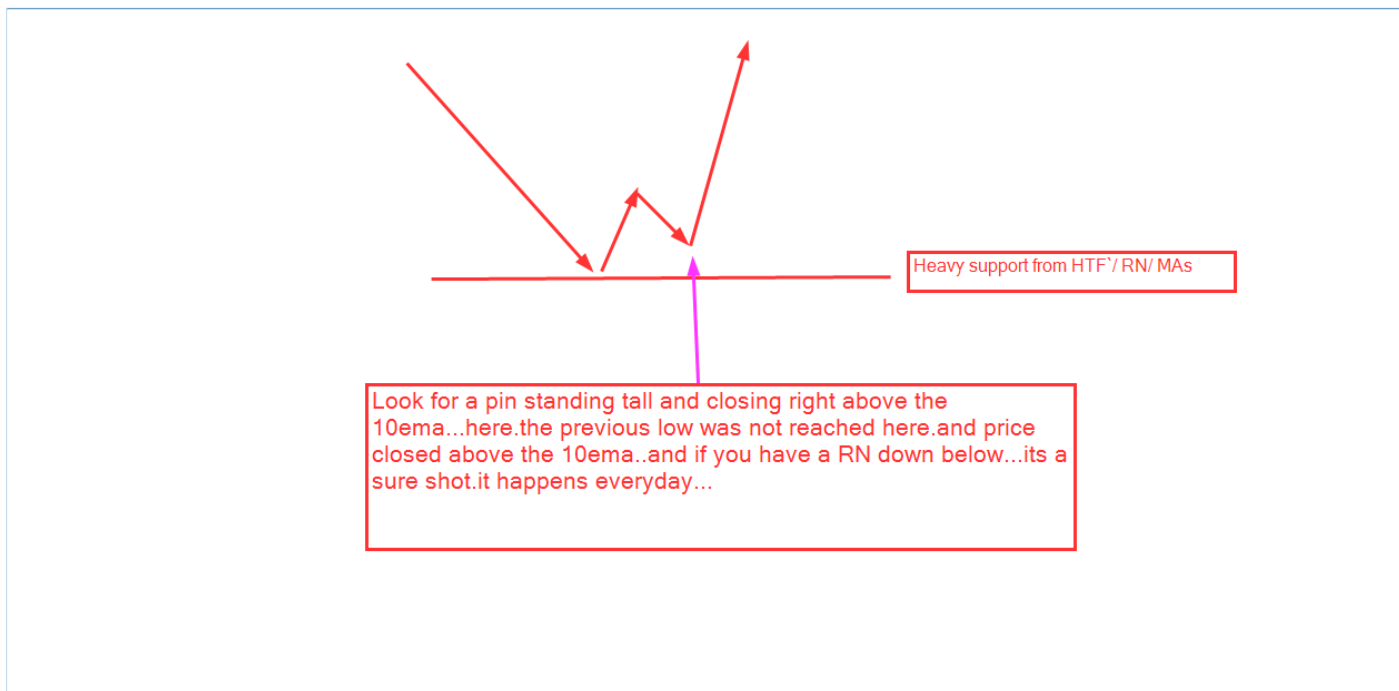 Heavy support from HTF`/ RN/ MAs
Look for a pin standing tall and closing right above the
10ema...here.the previous low was not reached here.and price
closed above the 10ema..and if you have a RN down below...its a
sure shot.it happens everyday...